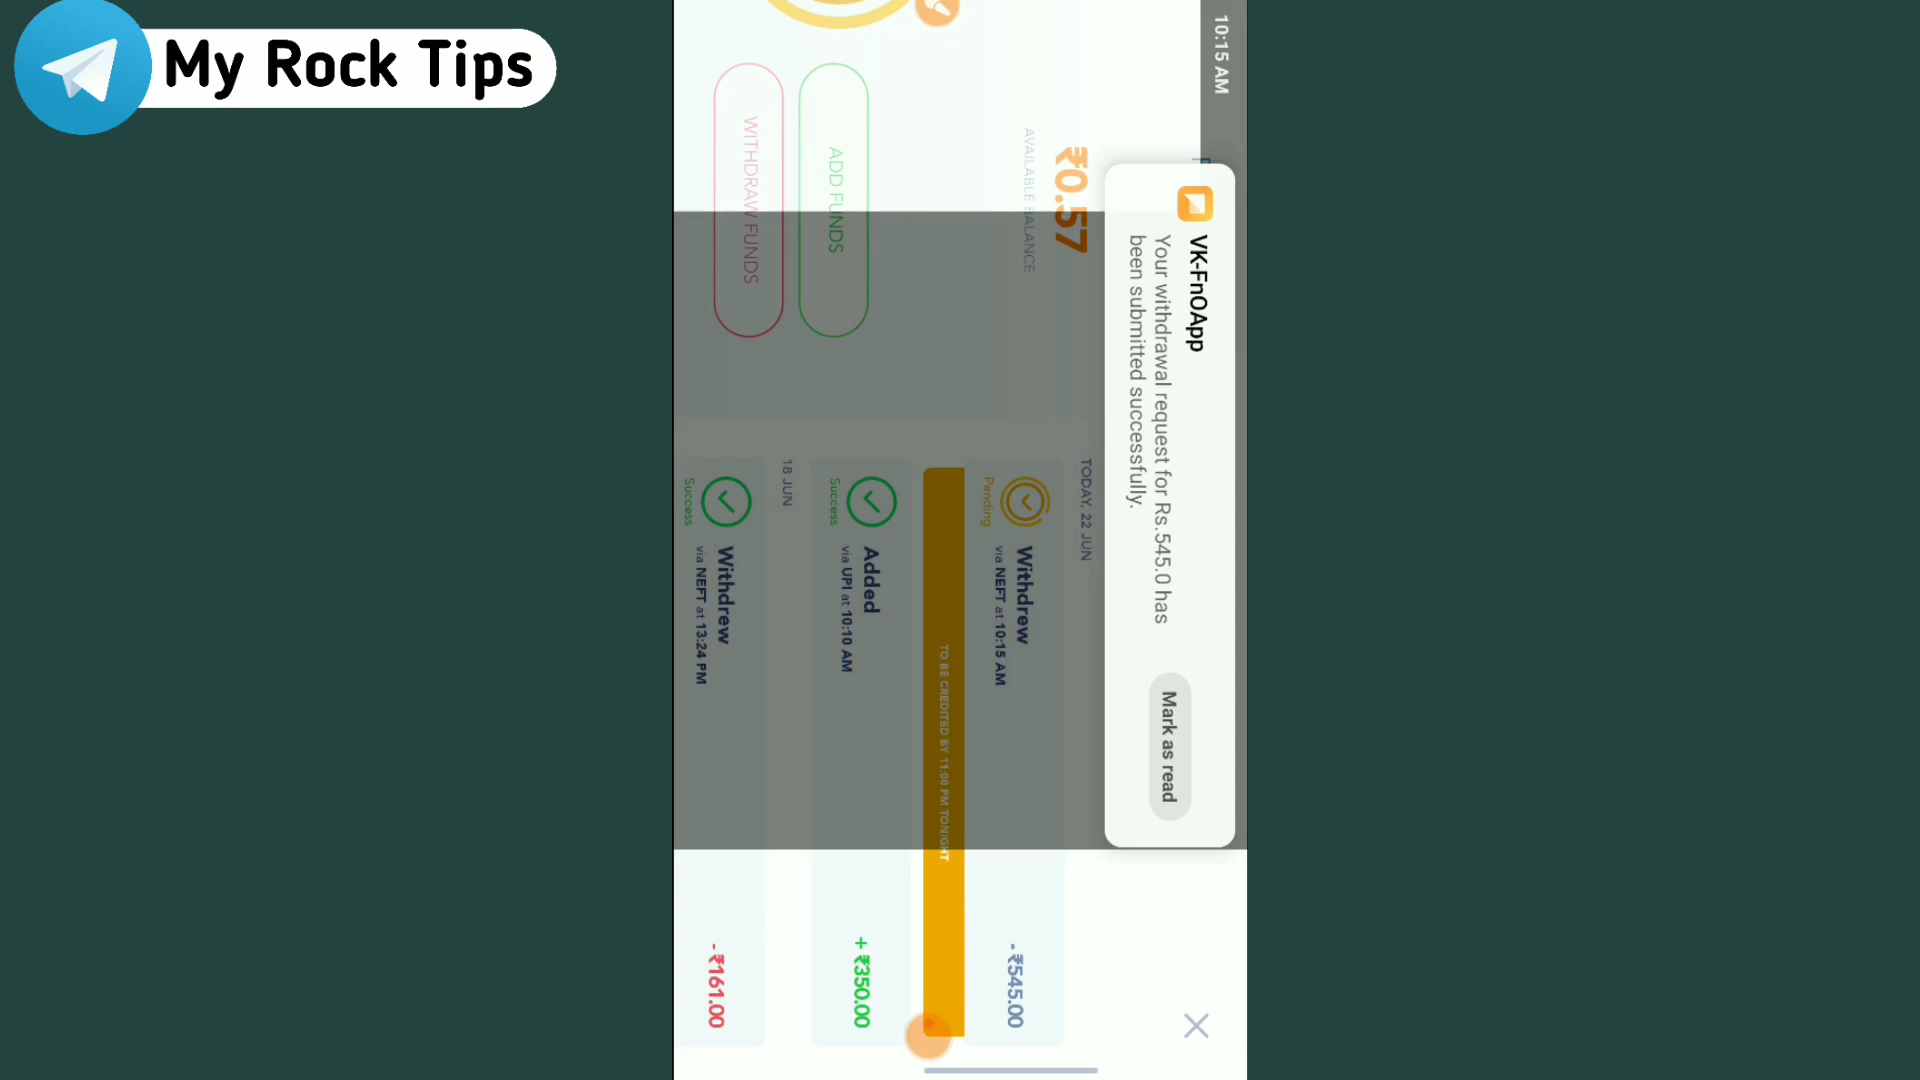 My Rock Tips
10:15 AM
VK-FnOApp
Your withdrawal request for Rs.545.0 has
been submitted successfully.
Mark as read
₹0.57
AVAILABLE BALANCE
ADD FUNDS
WITHDRAW FUNDS
TODAY, 22 JUN
Withdrew
- ₹545.00
Pending
via NEFT at 10:15 AM
TO BE CREDITED BY 11:00 PM TONIGHT
Added
+ ₹350.00
Success
via UPI at 10:10 AM
18 JUN
Withdrew
- ₹161.00
Success
via NEFT at 13:24 PM